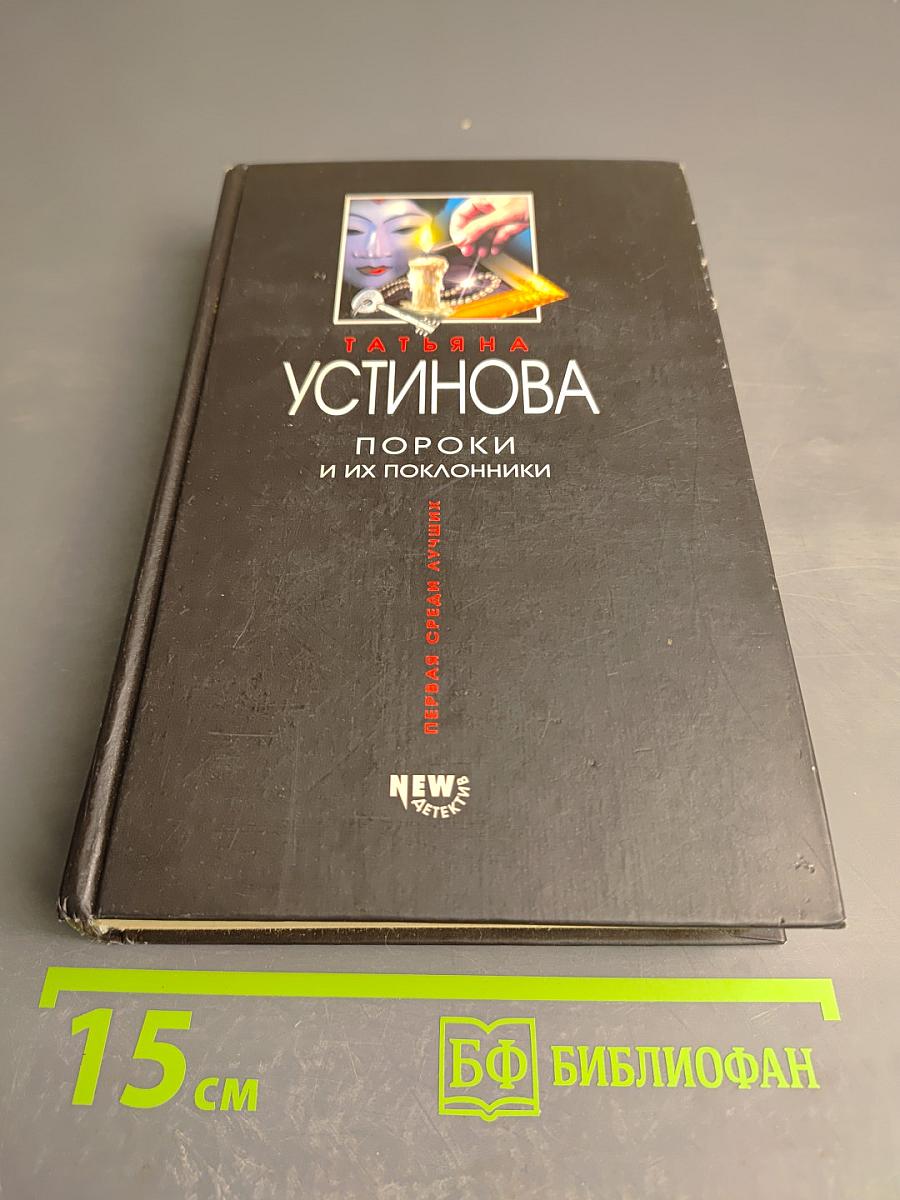 ТАТЬЯНА
УСТИНОВА
ПОРОКИ
И ИХ ПОКЛОННИКИ
ПЕРВАЯ СРЕДИ ЛУЧШИХ
NEW
ДЕТЕКТИВ
15 см
БФ БИБЛИОФАН